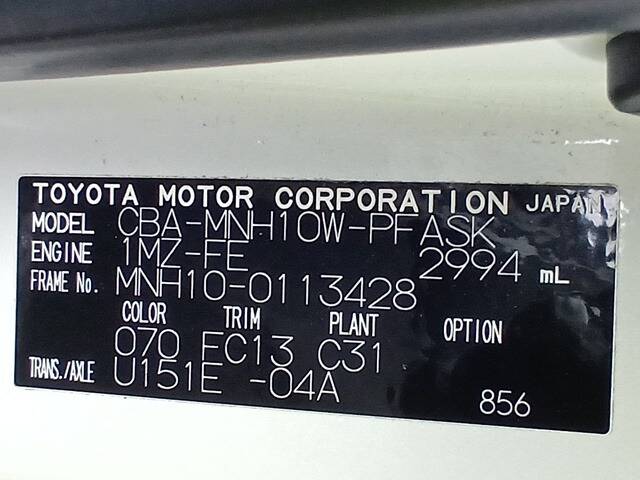 TOYOTA MOTOR CORPORATION JAPAN
MODEL CBA-MNH10W-PFASK
ENGINE 1MZ-FE 2994 mL
FRAME No. MNH10-0113428
COLOR TRIM PLANT OPTION
070 FC13 C31
TRANS./AXLE U151E -04A
856